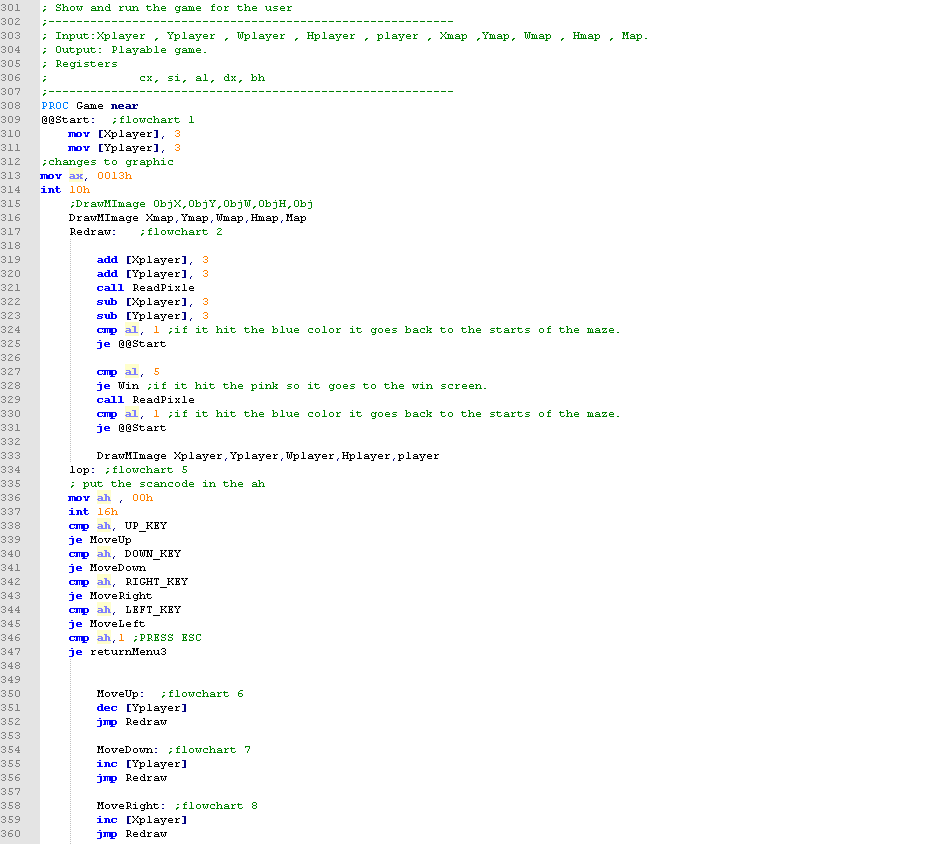 301 ; Show and run the game for the user
302 ;----------------------------------------------------------
303 ; Input:Xplayer , Yplayer , Wplayer , Hplayer , player , Xmap ,Ymap, Wmap , Hmap , Map.
304 ; Output: Playable game.
305 ; Registers
306 ;             cx, si, al, dx, bh
307 ;----------------------------------------------------------
308 PROC Game near
309 @@Start:  ;flowchart 1
310     mov [Xplayer], 3
311     mov [Yplayer], 3
312 ;changes to graphic
313 mov ax, 0013h
314 int 10h
315     ;DrawMImage ObjX,ObjY,ObjW,ObjH,Obj
316     DrawMImage Xmap,Ymap,Wmap,Hmap,Map
317     Redraw:   ;flowchart 2
318
319         add [Xplayer], 3
320         add [Yplayer], 3
321         call ReadPixle
322         sub [Xplayer], 3
323         sub [Yplayer], 3
324         cmp al, 1 ;if it hit the blue color it goes back to the starts of the maze.
325         je @@Start
326
327         cmp al, 5
328         je Win ;if it hit the pink so it goes to the win screen.
329         call ReadPixle
330         cmp al, 1 ;if it hit the blue color it goes back to the starts of the maze.
331         je @@Start
332
333         DrawMImage Xplayer,Yplayer,Wplayer,Hplayer,player
334     lop: ;flowchart 5
335     ; put the scancode in the ah
336     mov ah , 00h
337     int 16h
338     cmp ah, UP_KEY
339     je MoveUp
340     cmp ah, DOWN_KEY
341     je MoveDown
342     cmp ah, RIGHT_KEY
343     je MoveRight
344     cmp ah, LEFT_KEY
345     je MoveLeft
346     cmp ah,1 ;PRESS ESC
347     je returnMenu3
348
349
350         MoveUp:  ;flowchart 6
351         dec [Yplayer]
352         jmp Redraw
353
354         MoveDown: ;flowchart 7
355         inc [Yplayer]
356         jmp Redraw
357
358         MoveRight: ;flowchart 8
359         inc [Xplayer]
360         jmp Redraw